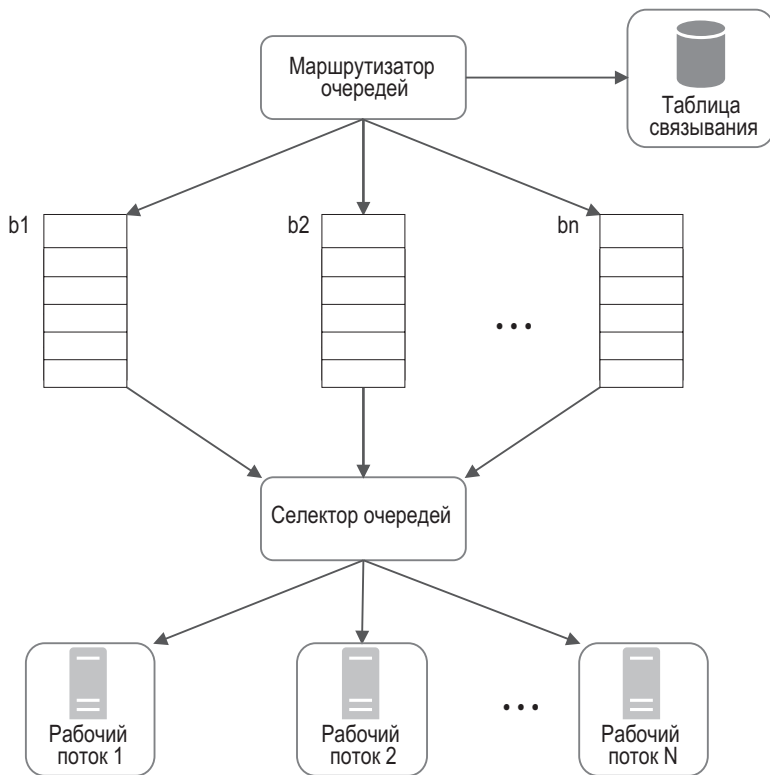 Маршрутизатор
очередей
Таблица
связывания
b1
b2
bn
...
Селектор очередей
Рабочий
поток 1
Рабочий
поток 2
...
Рабочий
поток N